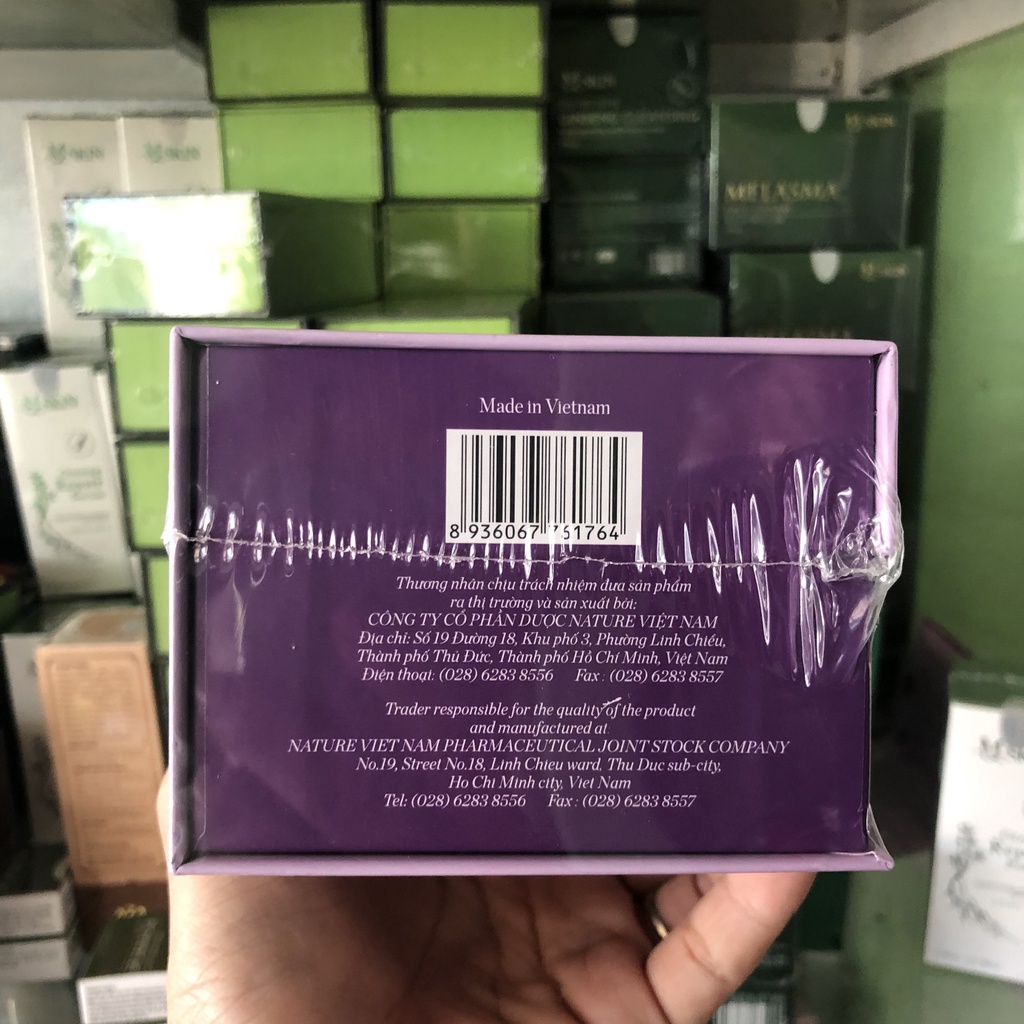 MELASMA
Made in Vietnam
8 936067 761764
Thương nhân chịu trách nhiệm đưa sản phẩm
ra thị trường và sản xuất bởi:
CÔNG TY CỔ PHẦN DƯỢC NATURE VIỆT NAM
Địa chỉ: Số 19 Đường 18, Khu phố 3, Phường Linh Chiểu,
Thành phố Thủ Đức, Thành phố Hồ Chí Minh, Việt Nam
Điện thoại: (028) 6283 8556 Fax : (028) 6283 8557
Trader responsible for the quality of the product
and manufactured at
NATURE VIET NAM PHARMACEUTICAL JOINT STOCK COMPANY
No.19, Street No.18, Linh Chieu ward, Thu Duc sub-city,
Ho Chi Minh city, Viet Nam
Tel: (028) 6283 8556 Fax : (028) 6283 8557